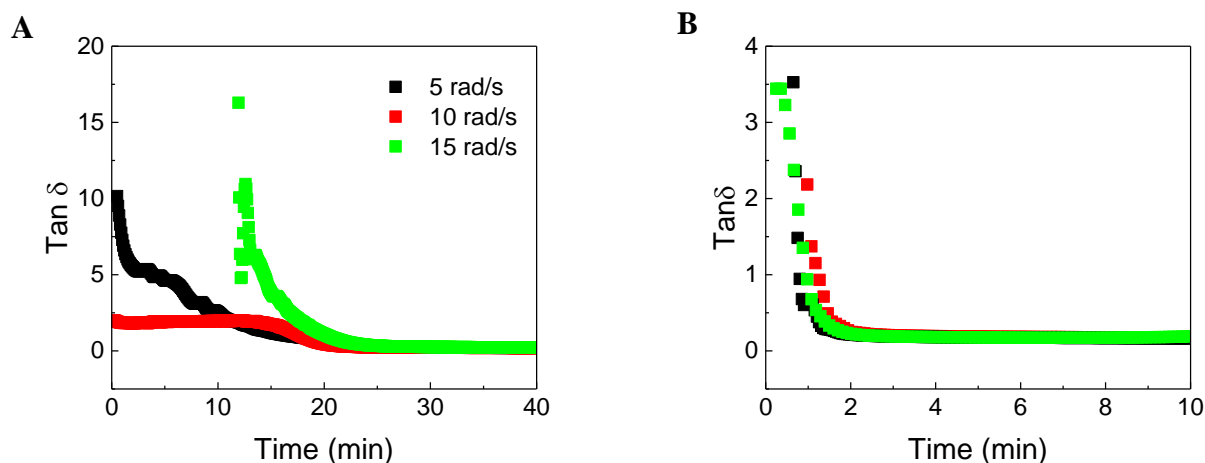 A
Tan δ
20
15
10
5
0
5 rad/s
10 rad/s
15 rad/s
0 10 20 30 40
Time (min)
B
Tanδ
4
3
2
1
0
0 2 4 6 8 10
Time (min)